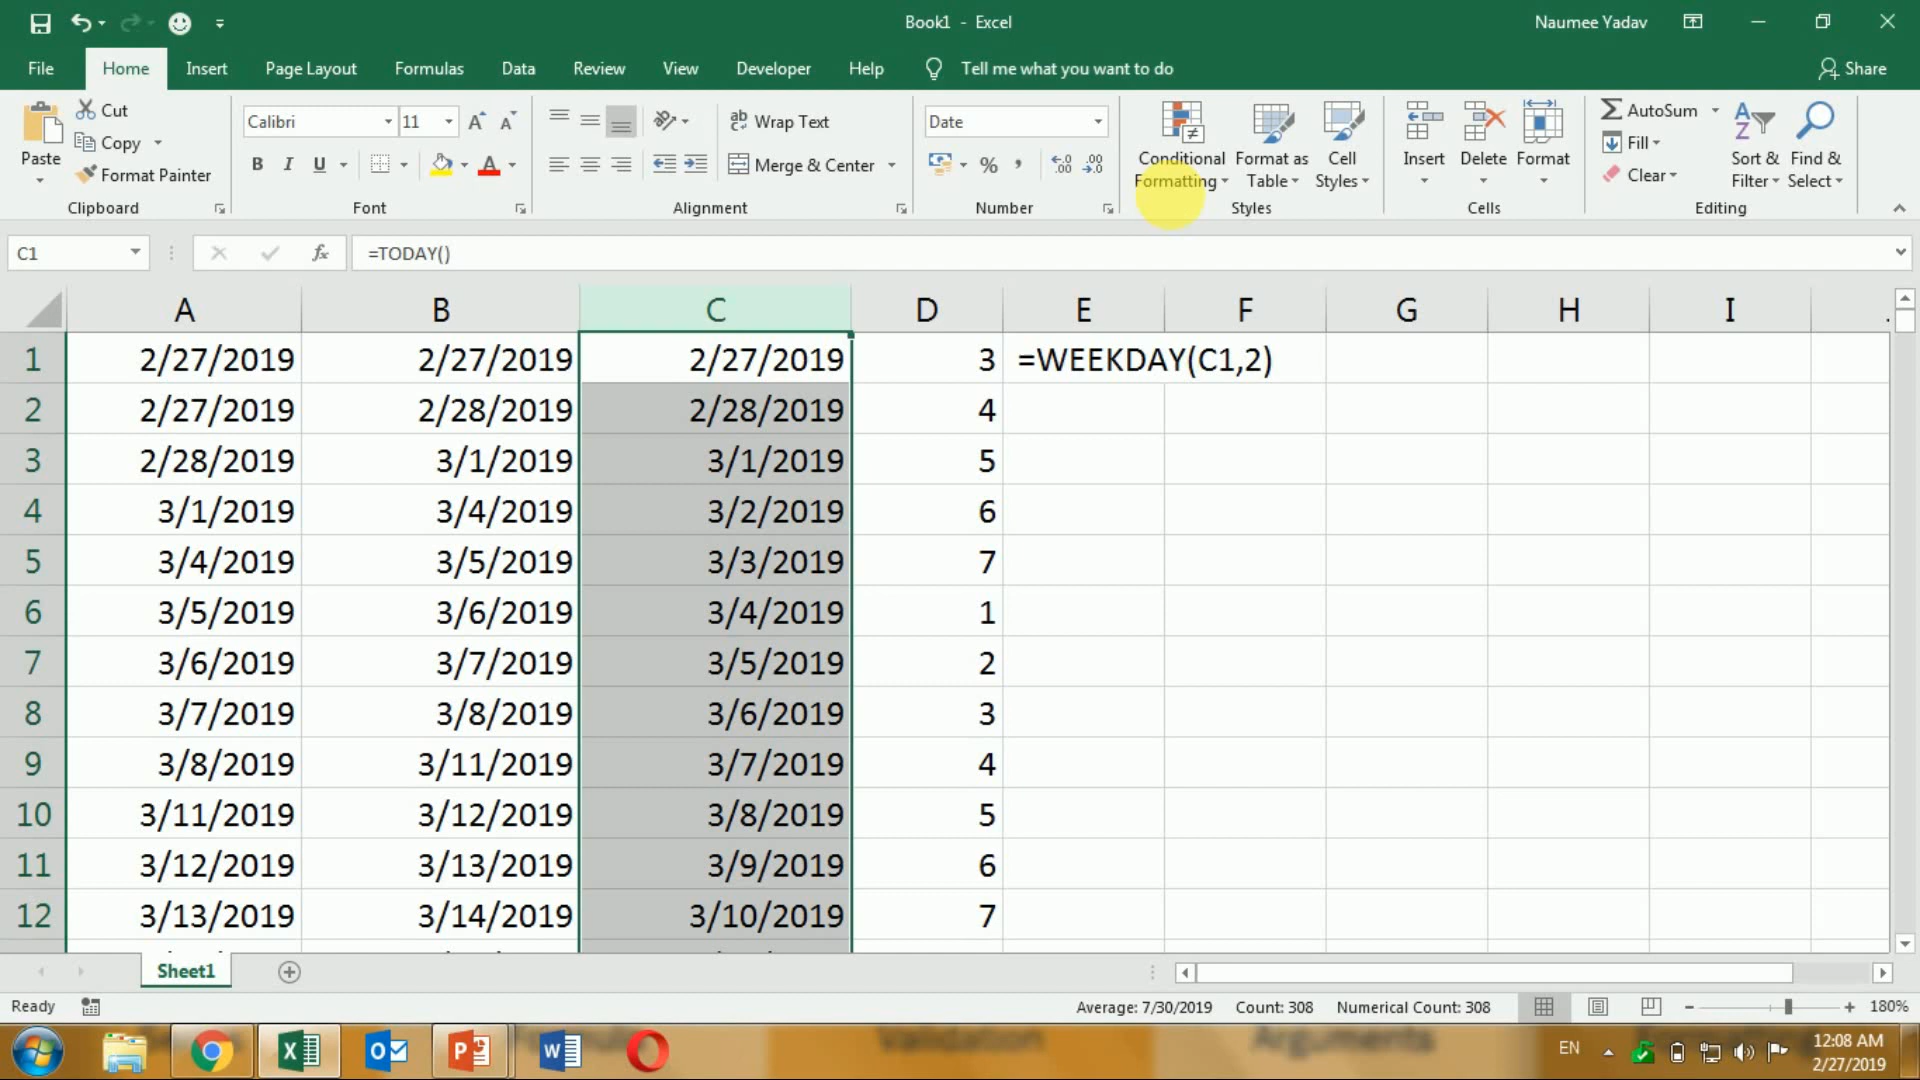 Book1 - Excel
Naumee Yadav
File Home Insert Page Layout Formulas Data Review View Developer Help Tell me what you want to do Share
Paste
Cut
Copy
Format Painter
Clipboard
Calibri 11
B I U A
Font
Wrap Text
Merge & Center
Alignment
Date
% , .00
Number
Conditional Formatting
Format as Table
Cell Styles
Styles
Insert Delete Format
Cells
AutoSum
Fill
Clear
Sort & Filter
Find & Select
Editing
C1 fx =TODAY()
A B C D E F G H I
1 2/27/2019 2/27/2019 2/27/2019 3 =WEEKDAY(C1,2)
2 2/27/2019 2/28/2019 2/28/2019 4
3 2/28/2019 3/1/2019 3/1/2019 5
4 3/1/2019 3/4/2019 3/2/2019 6
5 3/4/2019 3/5/2019 3/3/2019 7
6 3/5/2019 3/6/2019 3/4/2019 1
7 3/6/2019 3/7/2019 3/5/2019 2
8 3/7/2019 3/8/2019 3/6/2019 3
9 3/8/2019 3/11/2019 3/7/2019 4
10 3/11/2019 3/12/2019 3/8/2019 5
11 3/12/2019 3/13/2019 3/9/2019 6
12 3/13/2019 3/14/2019 3/10/2019 7
Sheet1
Ready Average: 7/30/2019 Count: 308 Numerical Count: 308 180%
Validation Arguments
EN 12:08 AM
2/27/2019